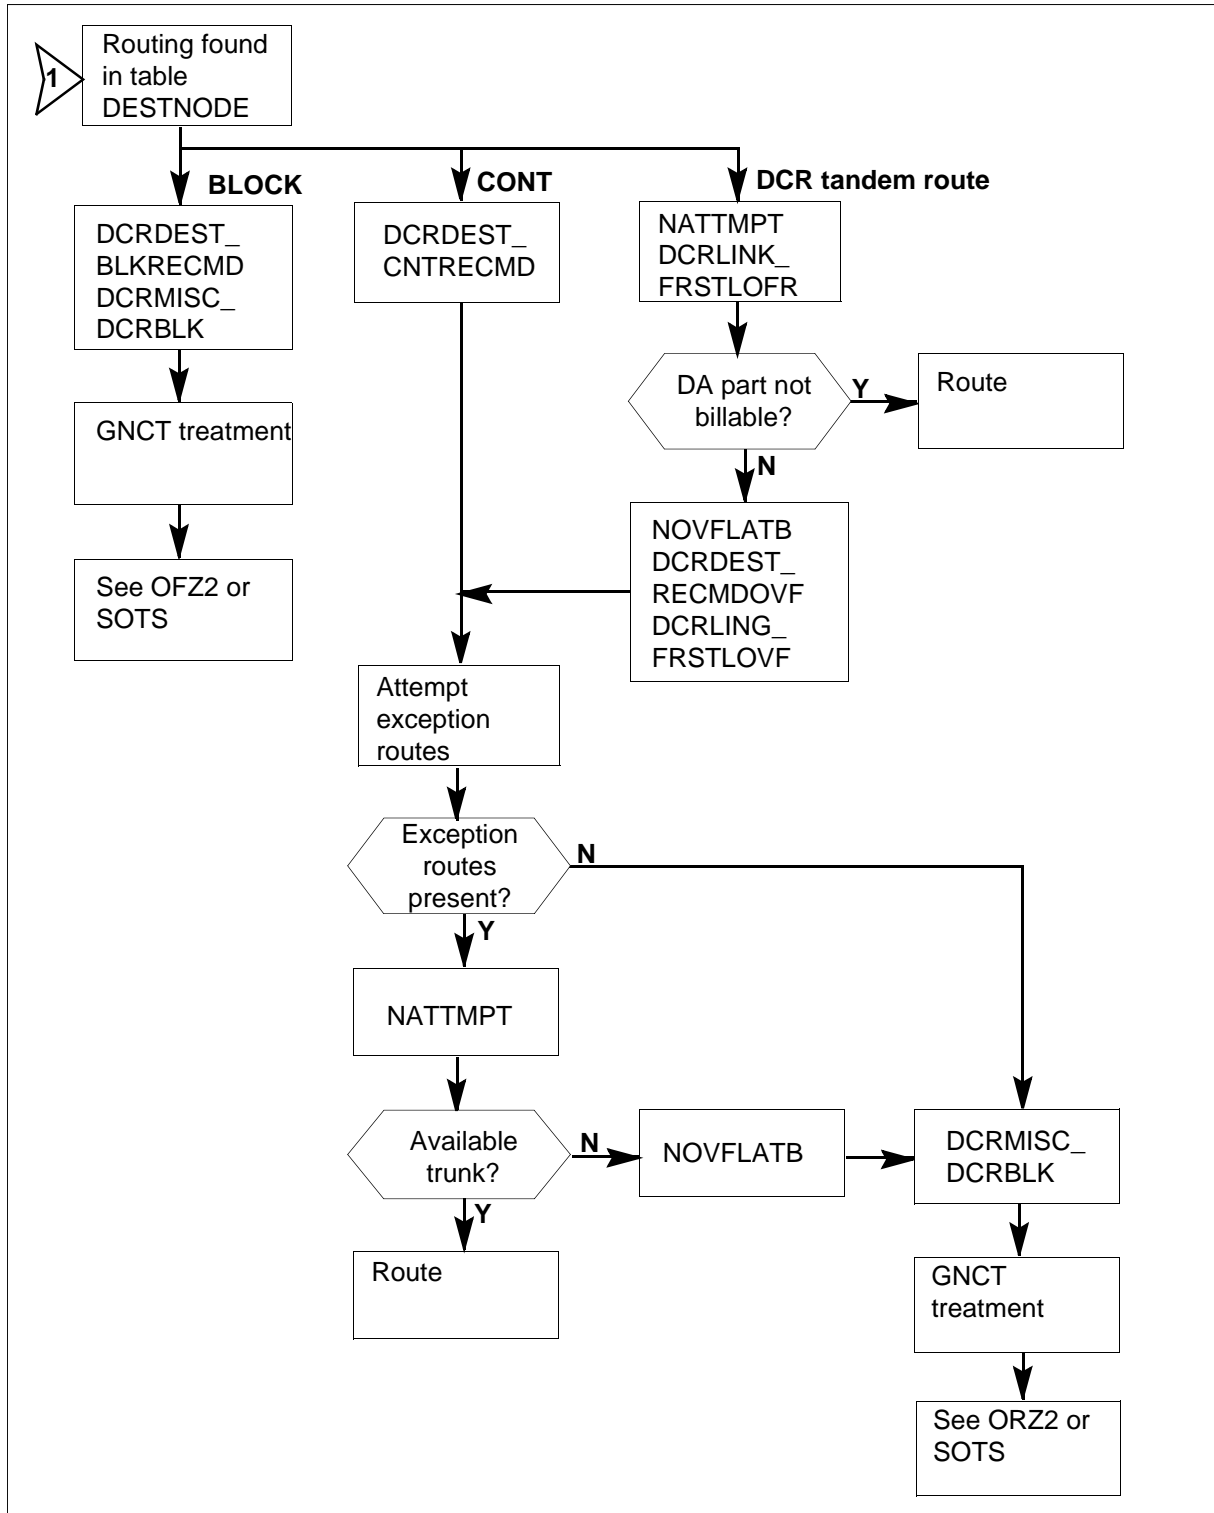 1
Routing found
in table
DESTNODE
BLOCK
CONT
DCR tandem route
DCRDEST_
BLKRECMD
DCRMISC_
DCRBLK
DCRDEST_
CNTRECMD
NATTMPT
DCRLINK_
FRSTLOFR
DA part not
billable?
Y
Route
N
GNCT treatment
NOVFLATB
DCRDEST_
RECMDOVF
DCRLING_
FRSTLOVF
See OFZ2 or
SOTS
Attempt
exception
routes
Exception
routes
present?
N
Y
NATTMPT
Available
trunk?
N
NOVFLATB
DCRMISC_
DCRBLK
Y
Route
GNCT
treatment
See ORZ2 or
SOTS